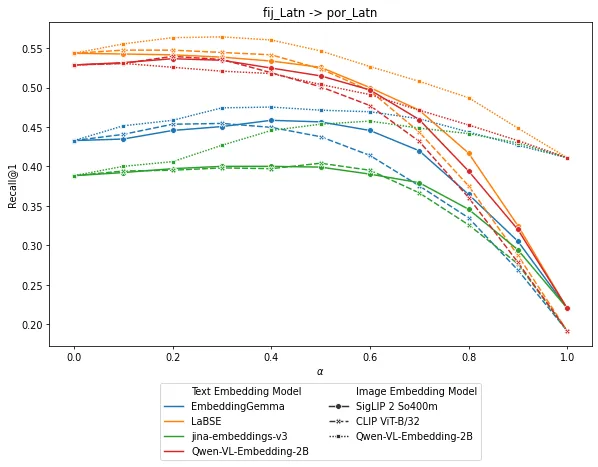 fij_Latn -> por_Latn
Recall@1
0.55
0.50
0.45
0.40
0.35
0.30
0.25
0.20
0.0 0.2 0.4 0.6 0.8 1.0
α
Text Embedding Model
EmbeddingGemma
LaBSE
jina-embeddings-v3
Qwen-VL-Embedding-2B
Image Embedding Model
SigLIP 2 So400m
CLIP ViT-B/32
Qwen-VL-Embedding-2B